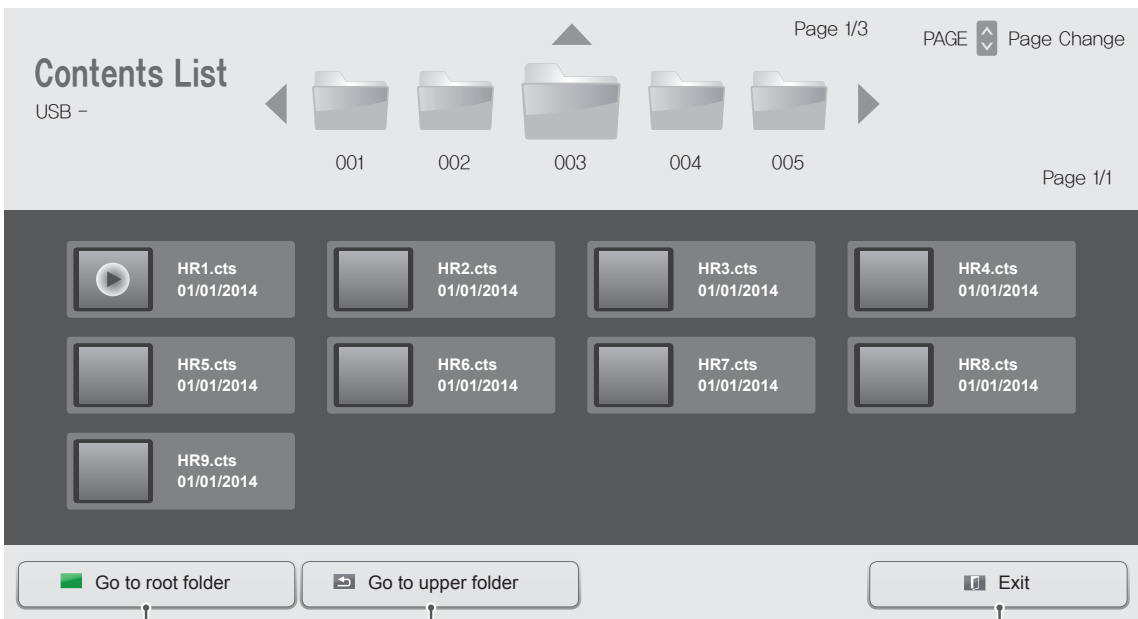 Page 1/3
PAGE Page Change
Contents List
USB -
001 002 003 004 005
Page 1/1
HR1.cts
01/01/2014
HR2.cts
01/01/2014
HR3.cts
01/01/2014
HR4.cts
01/01/2014
HR5.cts
01/01/2014
HR6.cts
01/01/2014
HR7.cts
01/01/2014
HR8.cts
01/01/2014
HR9.cts
01/01/2014
Go to root folder
Go to upper folder
Exit